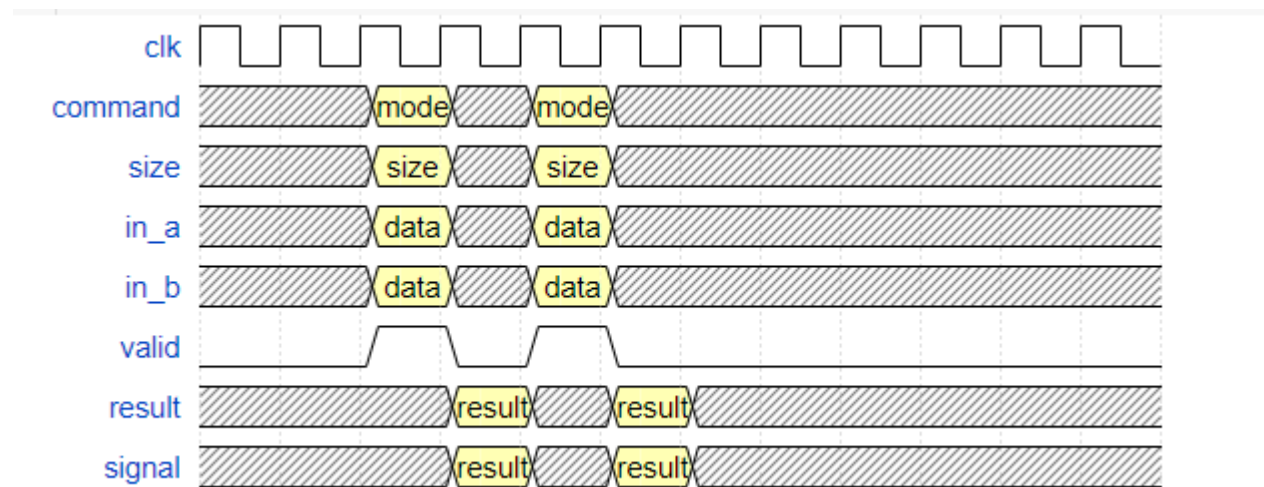 clk
command mode mode
size size size
in_a data data
in_b data data
valid
result result result
signal result result